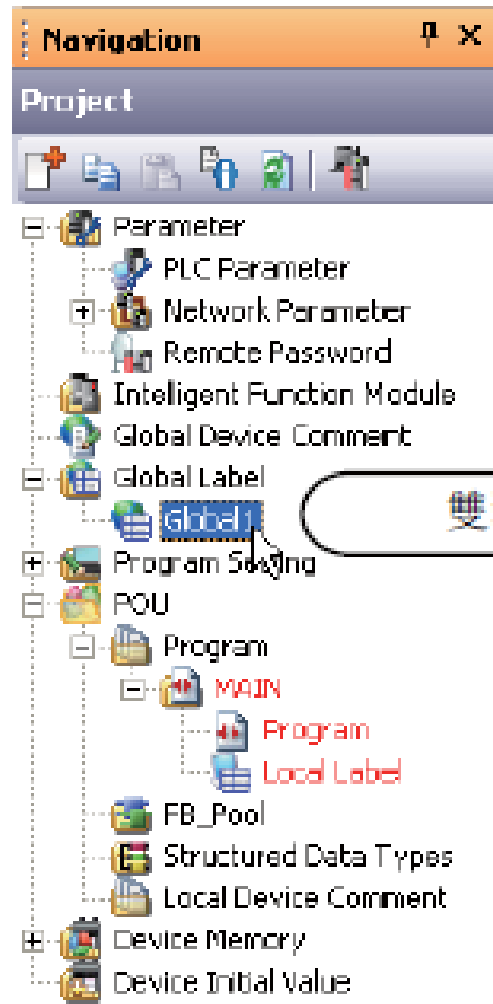 Navigation
Project
Parameter
PLC Parameter
Network Parameter
Remote Password
Intelligent Function Module
Global Device Comment
Global Label
Global1
雙
Program Setting
POU
Program
MAIN
Program
Local Label
FB_Pool
Structured Data Types
Local Device Comment
Device Memory
Device Initial Value